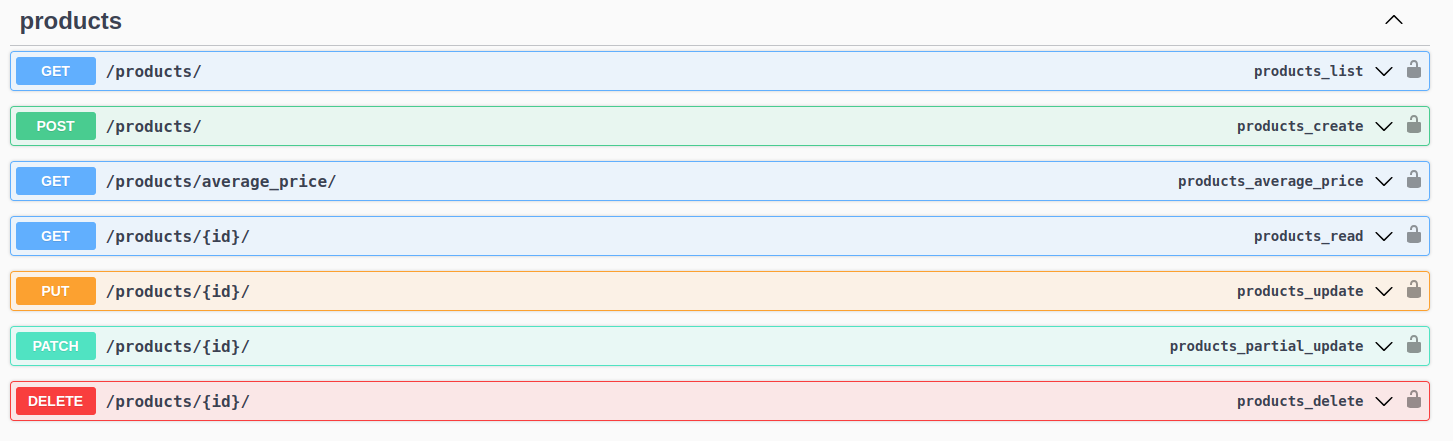 products
GET /products/ products_list
POST /products/ products_create
GET /products/average_price/ products_average_price
GET /products/{id}/ products_read
PUT /products/{id}/ products_update
PATCH /products/{id}/ products_partial_update
DELETE /products/{id}/ products_delete